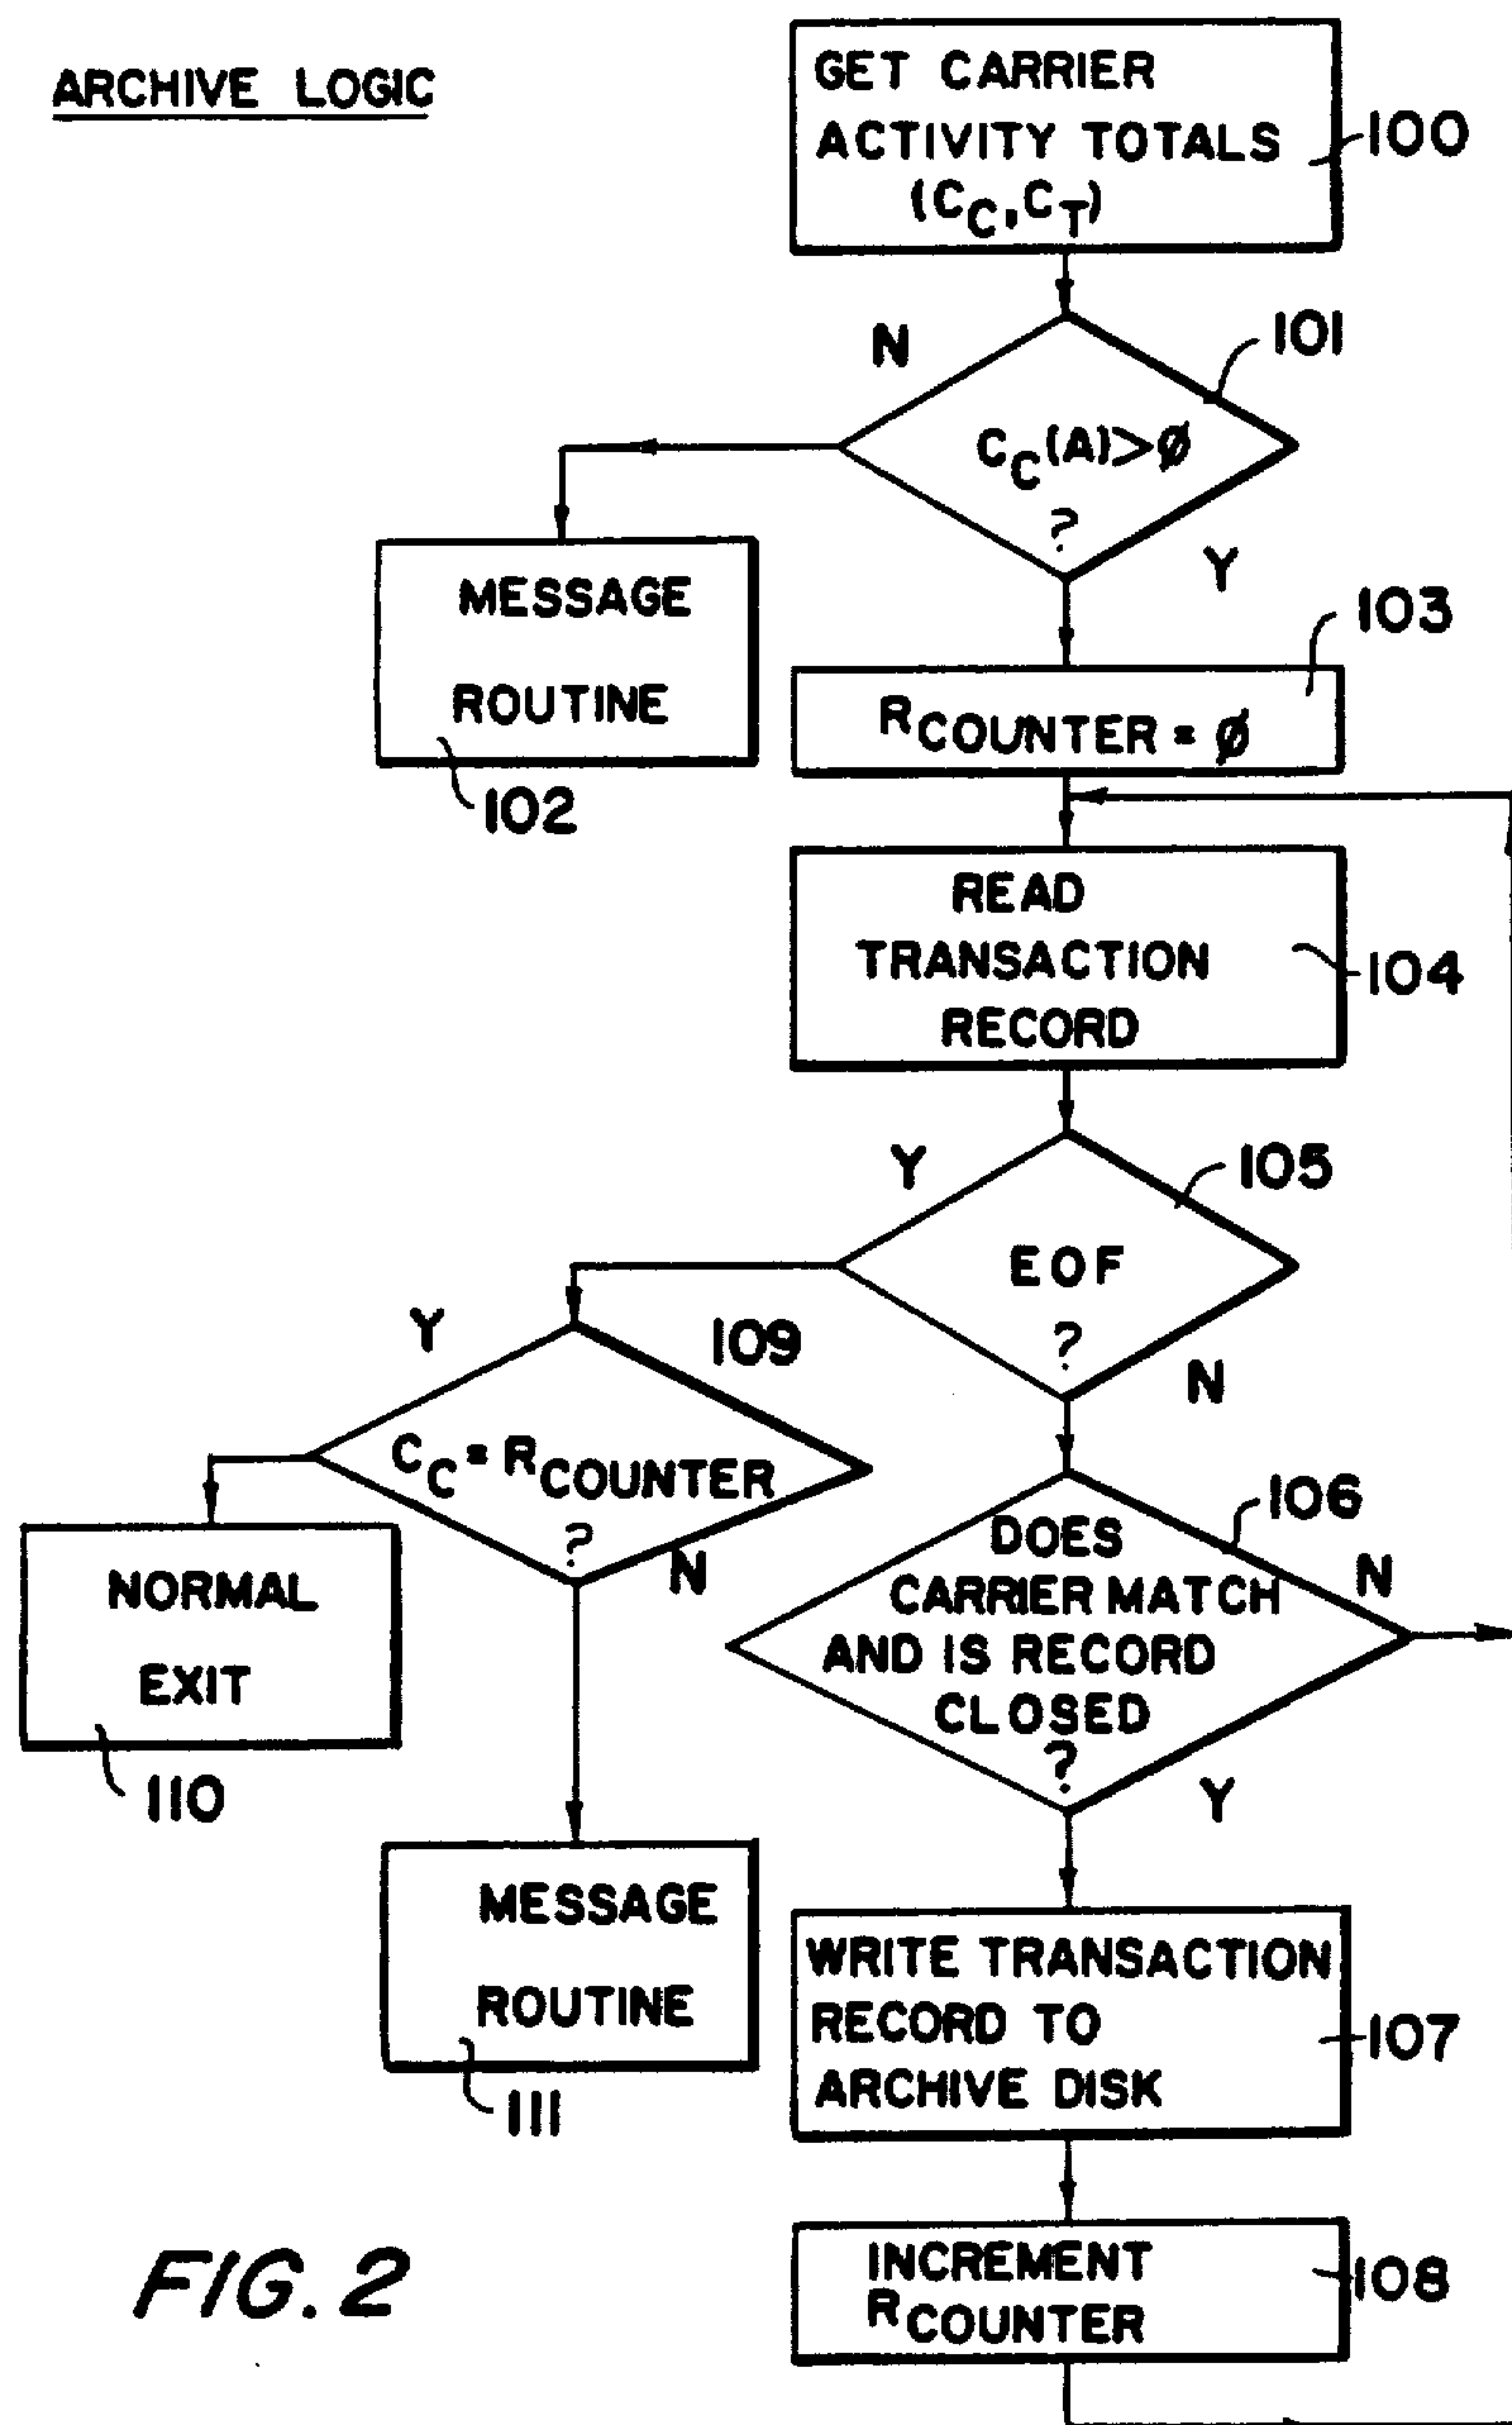 ARCHIVE LOGIC
GET CARRIER
ACTIVITY TOTALS
(CC,CT)
100
N
101
CC(A)>Ø
?
Y
MESSAGE
ROUTINE
102
103
RCOUNTER = Ø
READ
TRANSACTION
RECORD
104
Y
105
EOF
?
N
Y
109
CC = RCOUNTER
?
N
106
DOES
CARRIER MATCH
AND IS RECORD
CLOSED
?
N
Y
NORMAL
EXIT
110
MESSAGE
ROUTINE
111
WRITE TRANSACTION
RECORD TO
ARCHIVE DISK
107
INCREMENT
RCOUNTER
108
FIG. 2